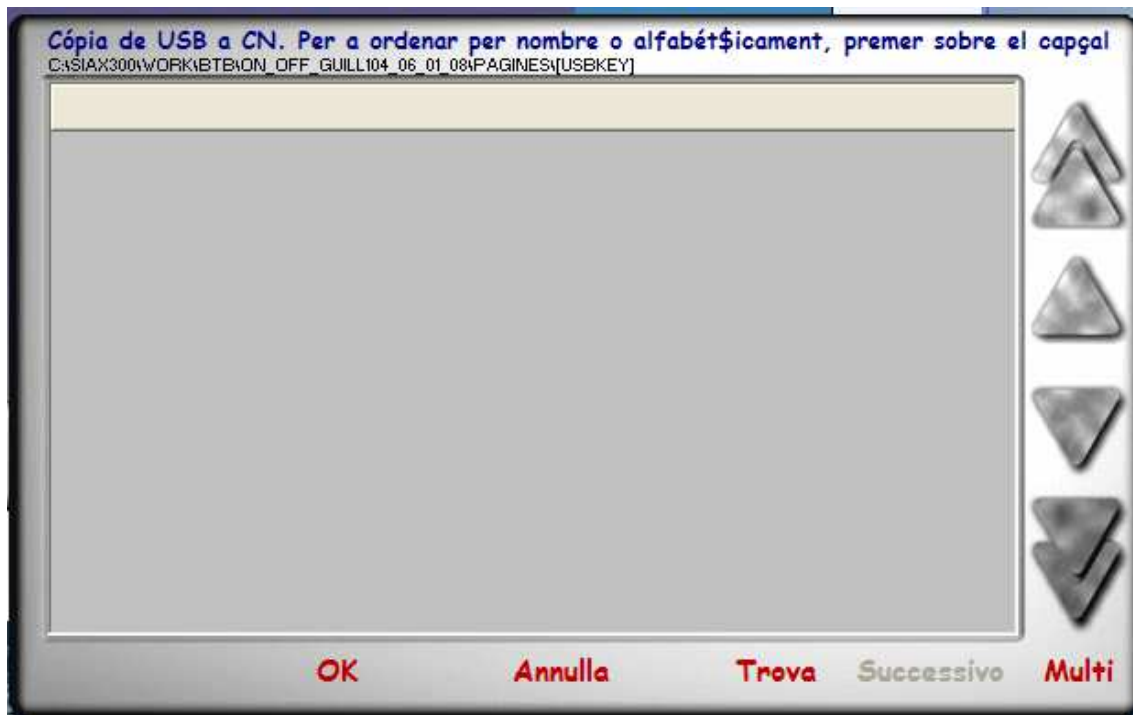 Cópia de USB a CN. Per a ordenar per nombre o alfabét$icament, premer sobre el capçal
C:\SIAX300\WORK\BTB\ON_OFF_GUILL104_06_01_08\PAGINES\[USBKEY]
OK Annulla Trova Successivo Multi